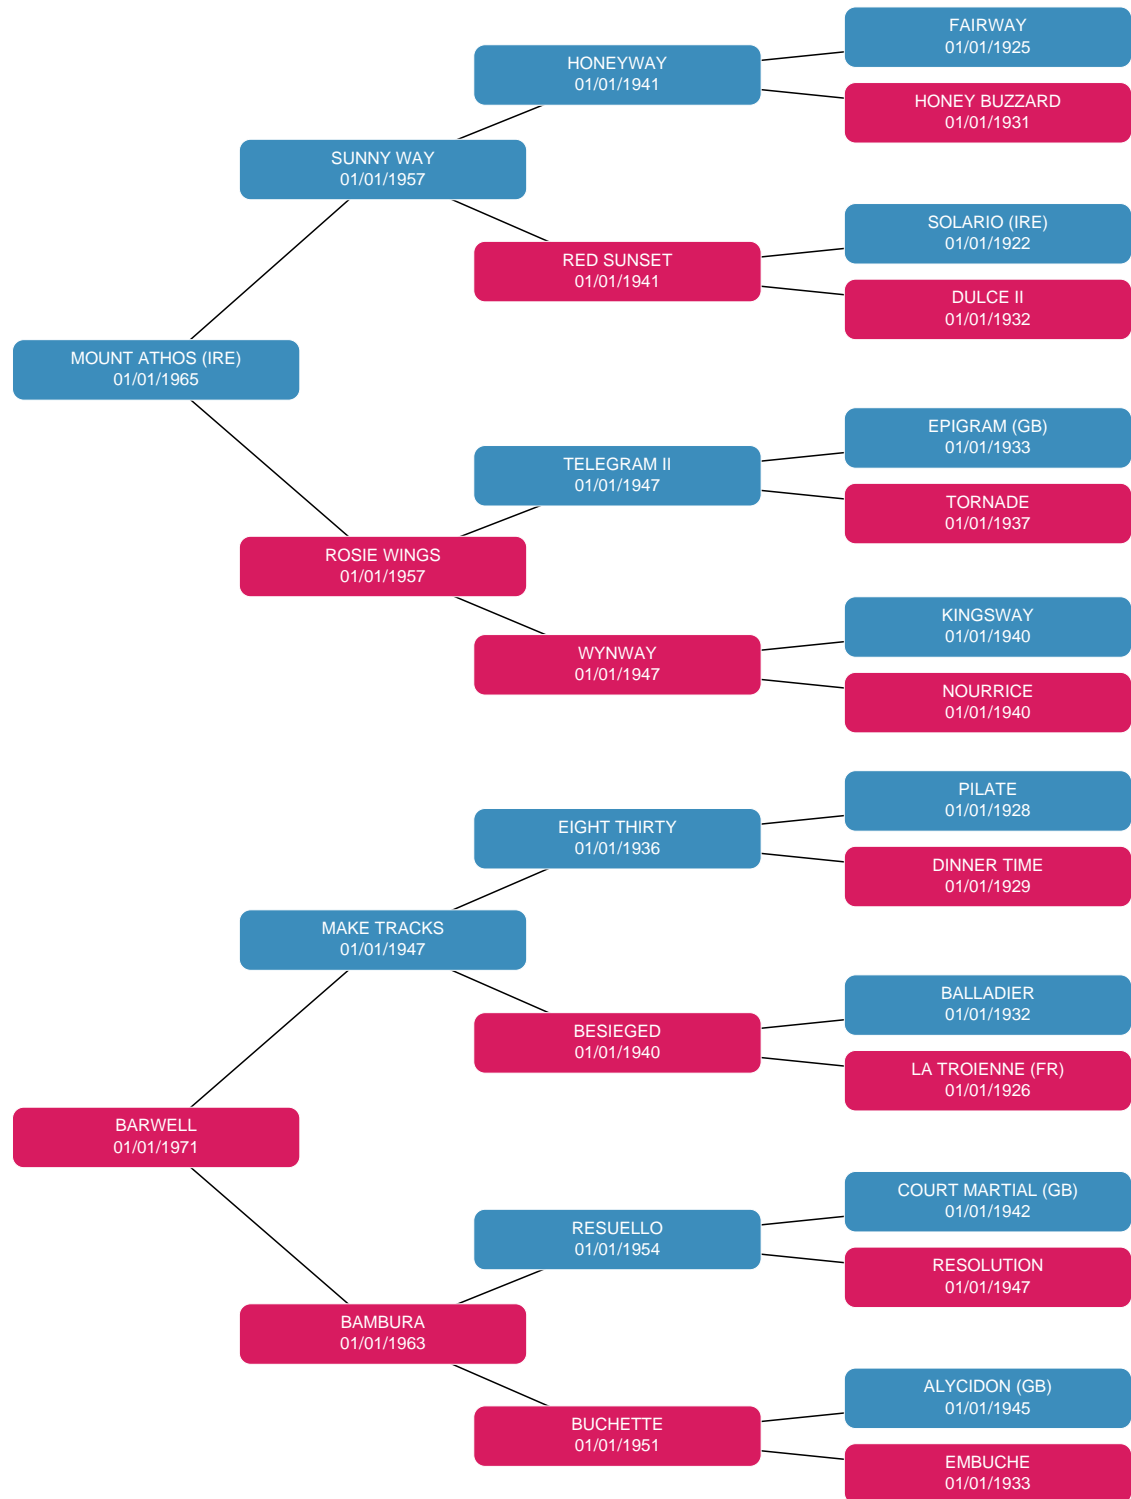 FAIRWAY
01/01/1925
HONEYWAY
01/01/1941
HONEY BUZZARD
01/01/1931
SUNNY WAY
01/01/1957
SOLARIO (IRE)
01/01/1922
RED SUNSET
01/01/1941
DULCE II
01/01/1932
MOUNT ATHOS (IRE)
01/01/1965
EPIGRAM (GB)
01/01/1933
TELEGRAM II
01/01/1947
TORNADE
01/01/1937
ROSIE WINGS
01/01/1957
KINGSWAY
01/01/1940
WYNWAY
01/01/1947
NOURRICE
01/01/1940
PILATE
01/01/1928
EIGHT THIRTY
01/01/1936
DINNER TIME
01/01/1929
MAKE TRACKS
01/01/1947
BALLADIER
01/01/1932
BESIEGED
01/01/1940
LA TROIENNE (FR)
01/01/1926
BARWELL
01/01/1971
COURT MARTIAL (GB)
01/01/1942
RESUELLO
01/01/1954
RESOLUTION
01/01/1947
BAMBURA
01/01/1963
ALYCIDON (GB)
01/01/1945
BUCHETTE
01/01/1951
EMBUCHE
01/01/1933